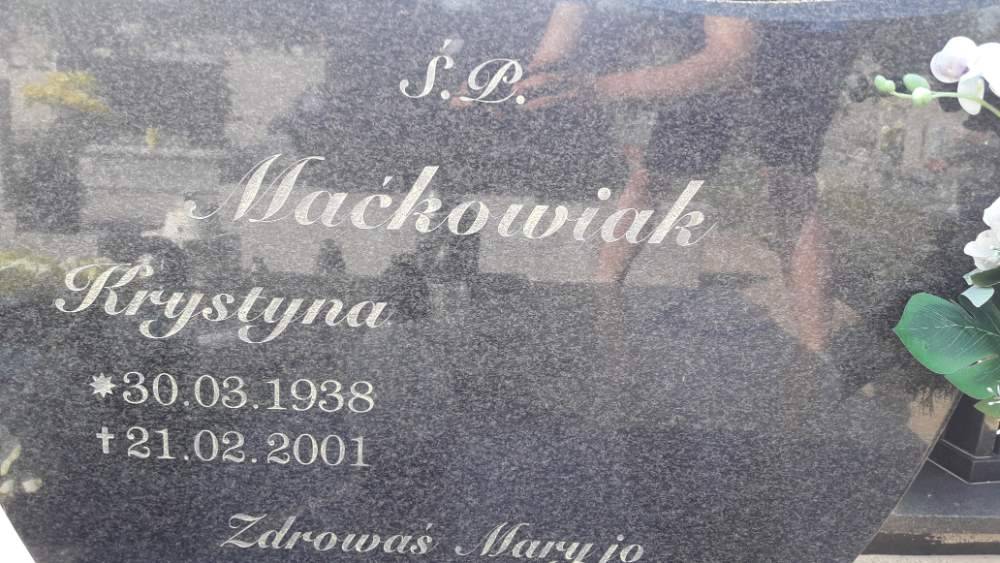 Ś.P.
Maćkowiak
Krystyna
*30.03.1938
†21.02.2001
Zdrowaś Maryjo